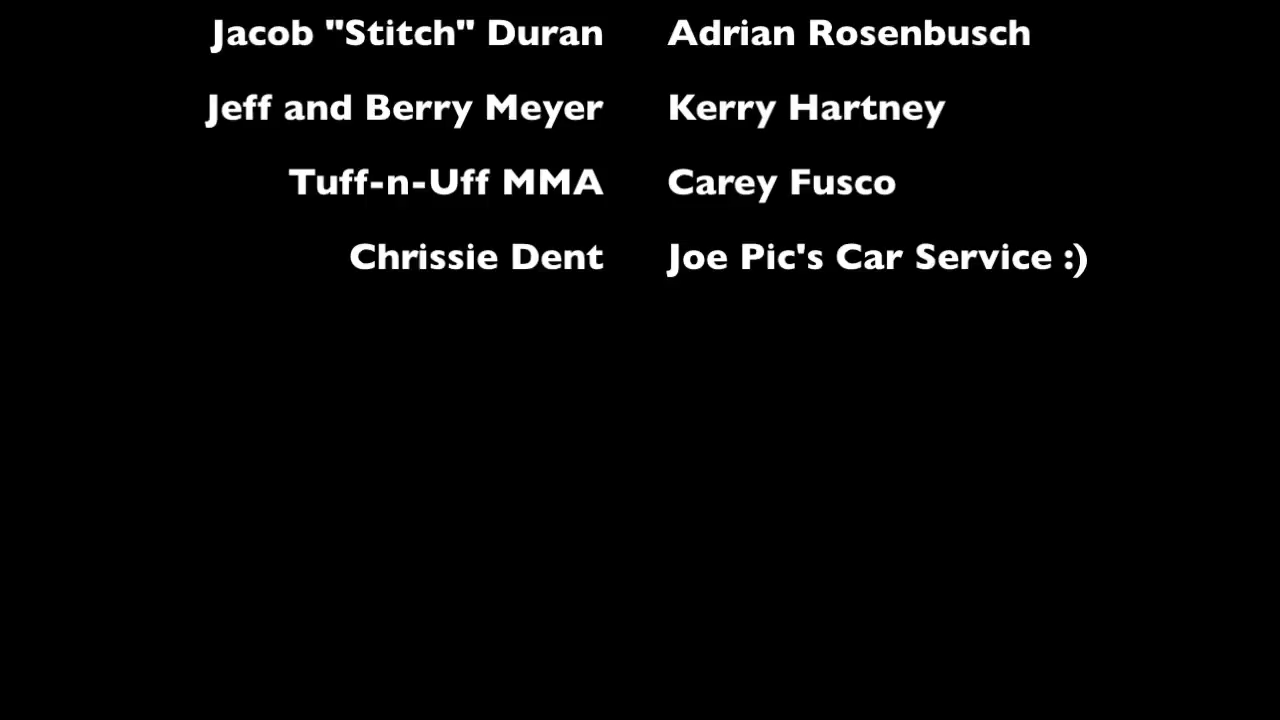 Jacob "Stitch" Duran Adrian Rosenbusch
Jeff and Berry Meyer Kerry Hartney
Tuff-n-Uff MMA Carey Fusco
Chrissie Dent Joe Pic's Car Service :)